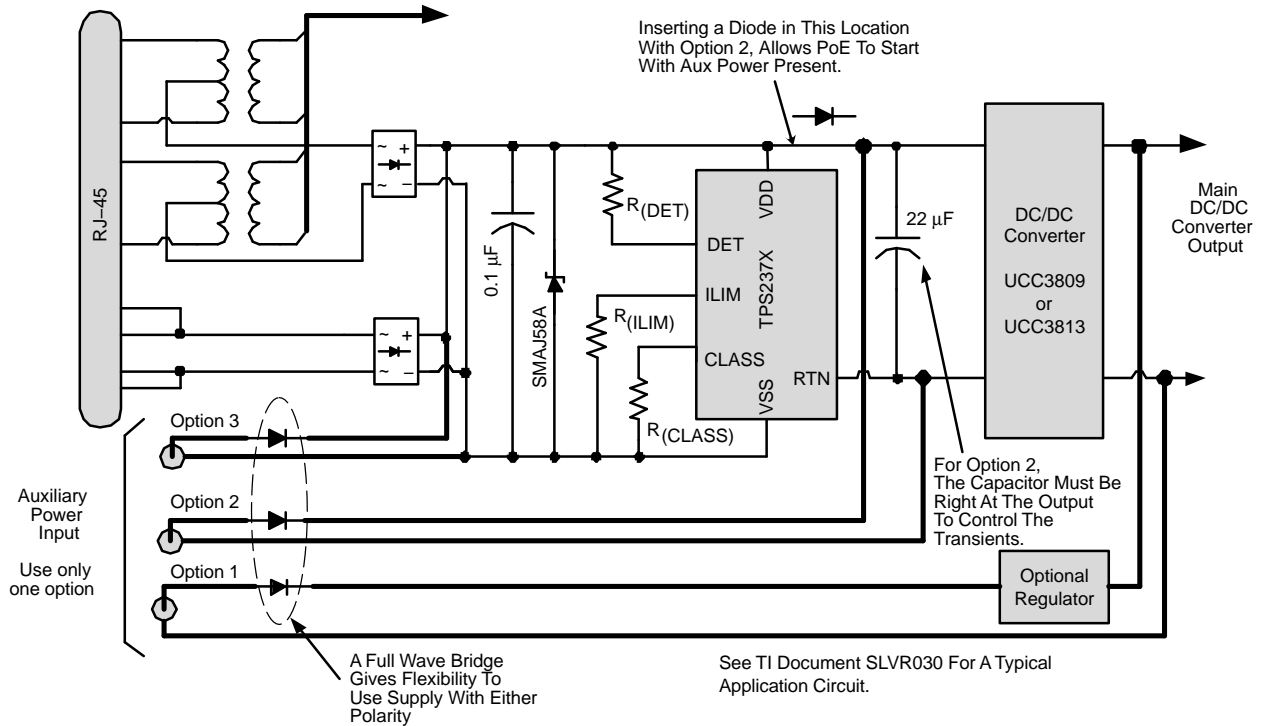 Inserting a Diode in This Location
With Option 2, Allows PoE To Start
With Aux Power Present.
RJ−45
~ +
~ −
0.1 µF
SMAJ58A
R(DET)
VDD
DET
ILIM
TPS237X
R(ILIM)
CLASS
RTN
VSS
R(CLASS)
22 µF
DC/DC
Converter
UCC3809
or
UCC3813
Main
DC/DC
Converter
Output
~ +
~ −
For Option 2,
The Capacitor Must Be
Right At The Output
To Control The
Transients.
Auxiliary
Power
Input
Use only
one option
Option 3
Option 2
Option 1
Optional
Regulator
A Full Wave Bridge
Gives Flexibility To
Use Supply With Either
Polarity
See TI Document SLVR030 For A Typical
Application Circuit.